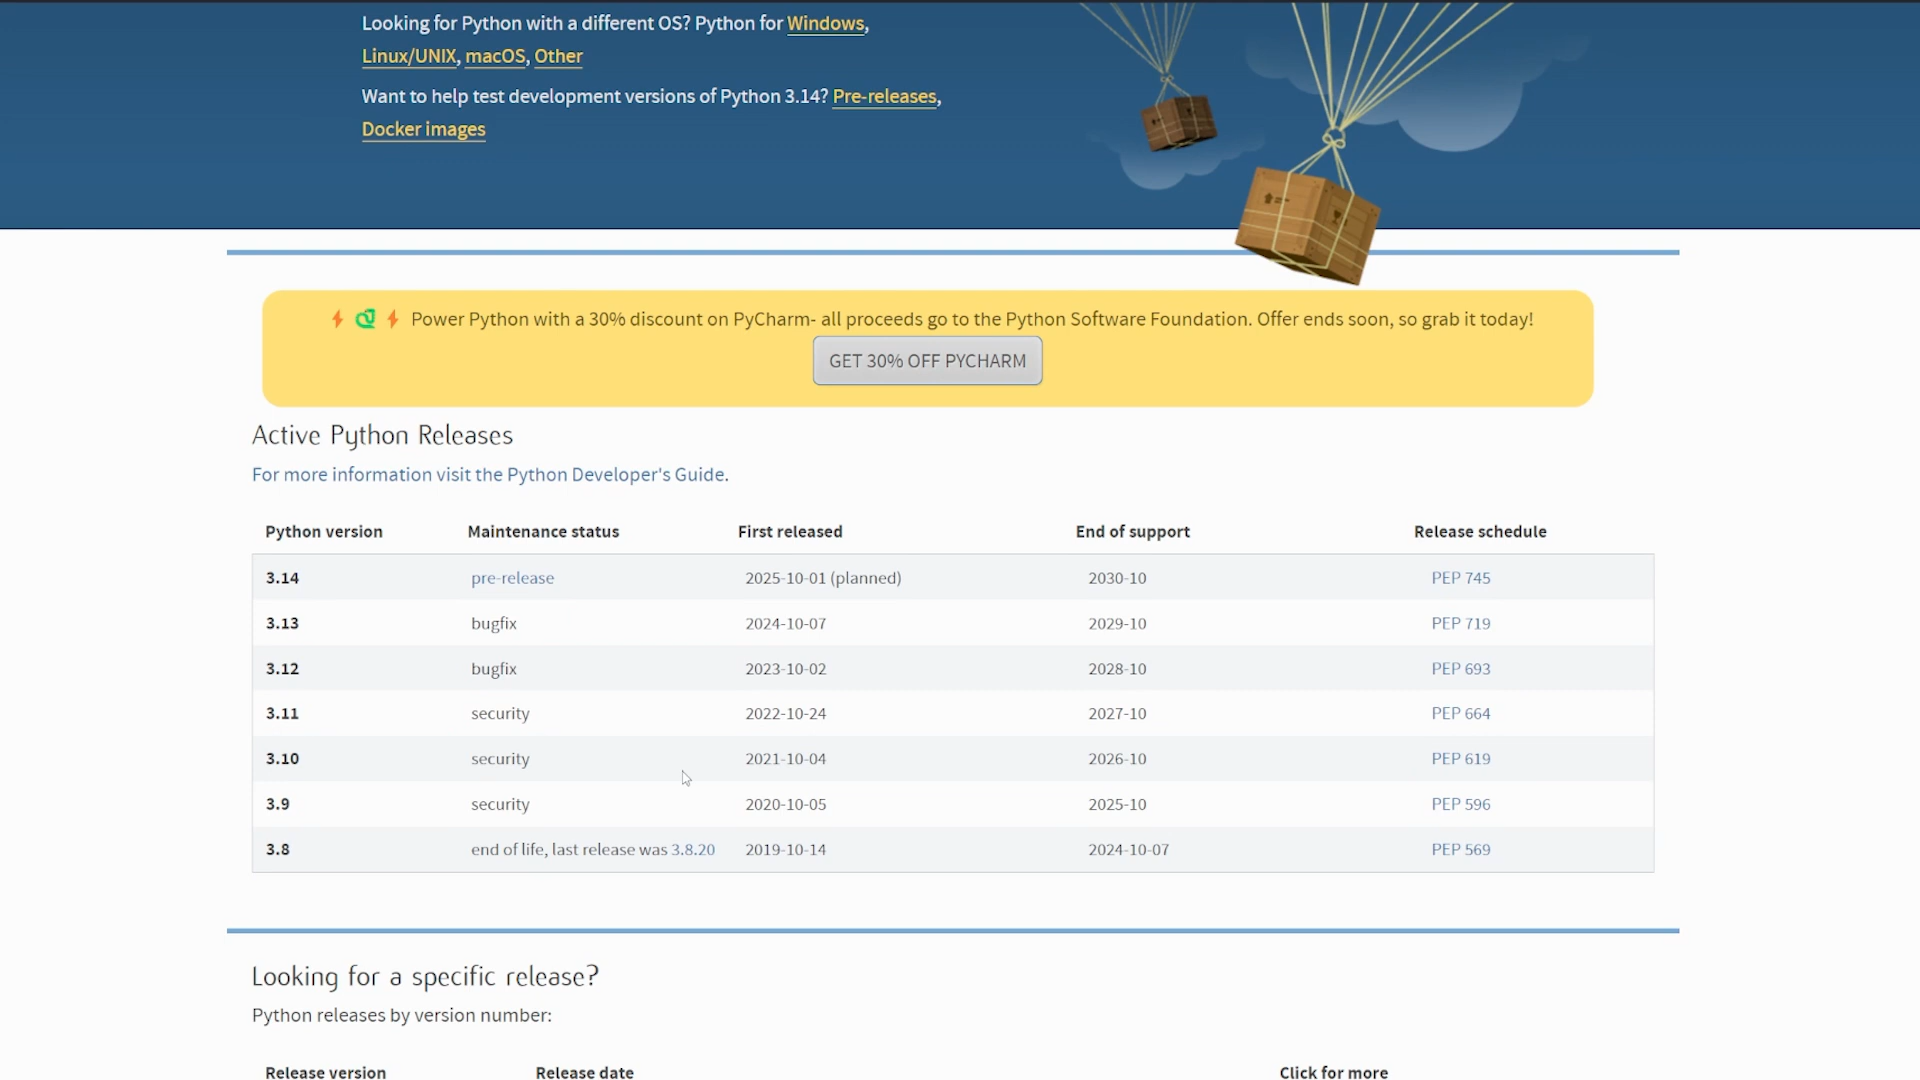 Looking for Python with a different OS? Python for Windows,
Linux/UNIX, macOS, Other
Want to help test development versions of Python 3.14? Pre-releases,
Docker images
Power Python with a 30% discount on PyCharm- all proceeds go to the Python Software Foundation. Offer ends soon, so grab it today!
GET 30% OFF PYCHARM
Active Python Releases
For more information visit the Python Developer's Guide.
Python version Maintenance status First released End of support Release schedule
3.14 pre-release 2025-10-01 (planned) 2030-10 PEP 745
3.13 bugfix 2024-10-07 2029-10 PEP 719
3.12 bugfix 2023-10-02 2028-10 PEP 693
3.11 security 2022-10-24 2027-10 PEP 664
3.10 security 2021-10-04 2026-10 PEP 619
3.9 security 2020-10-05 2025-10 PEP 596
3.8 end of life, last release was 3.8.20 2019-10-14 2024-10-07 PEP 569
Looking for a specific release?
Python releases by version number:
Release version Release date Click for more